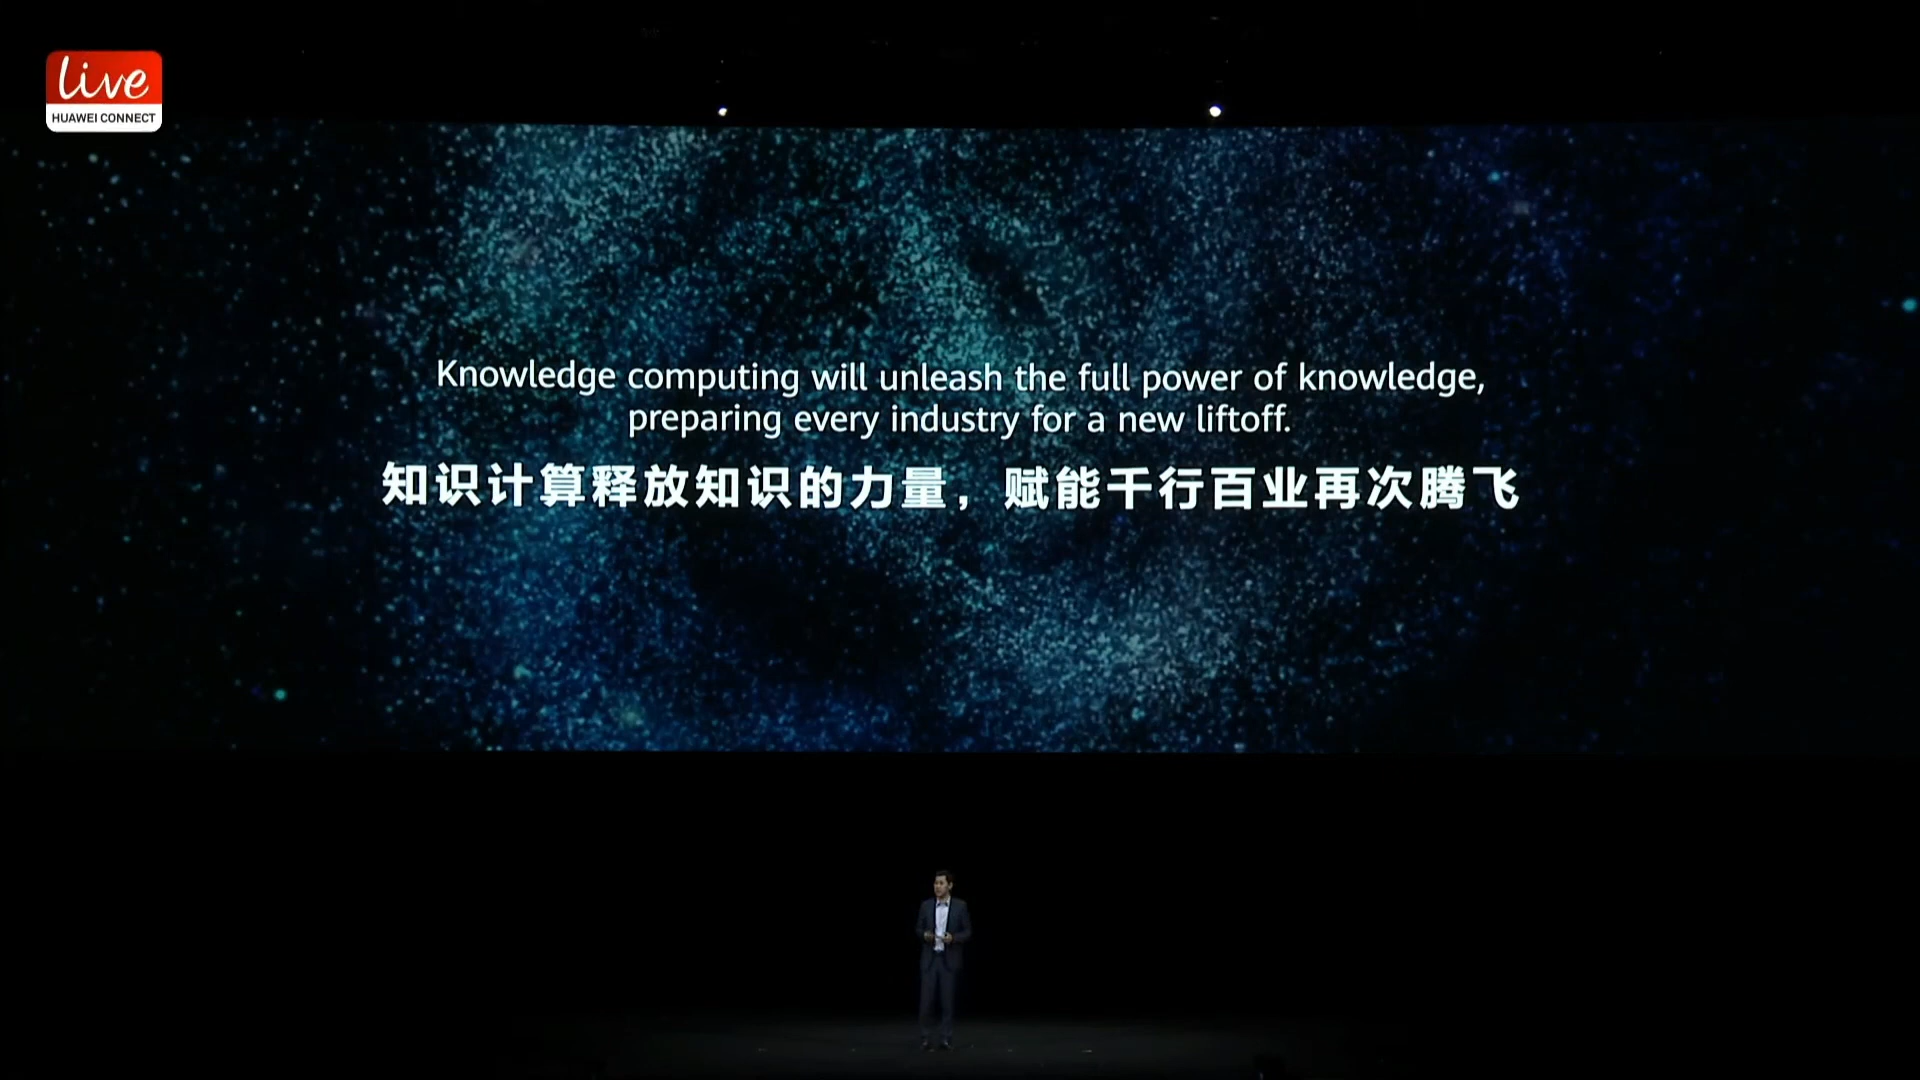 Live
HUAWEI CONNECT
Knowledge computing will unleash the full power of knowledge,
preparing every industry for a new liftoff.
知识计算释放知识的力量，赋能千行百业再次腾飞